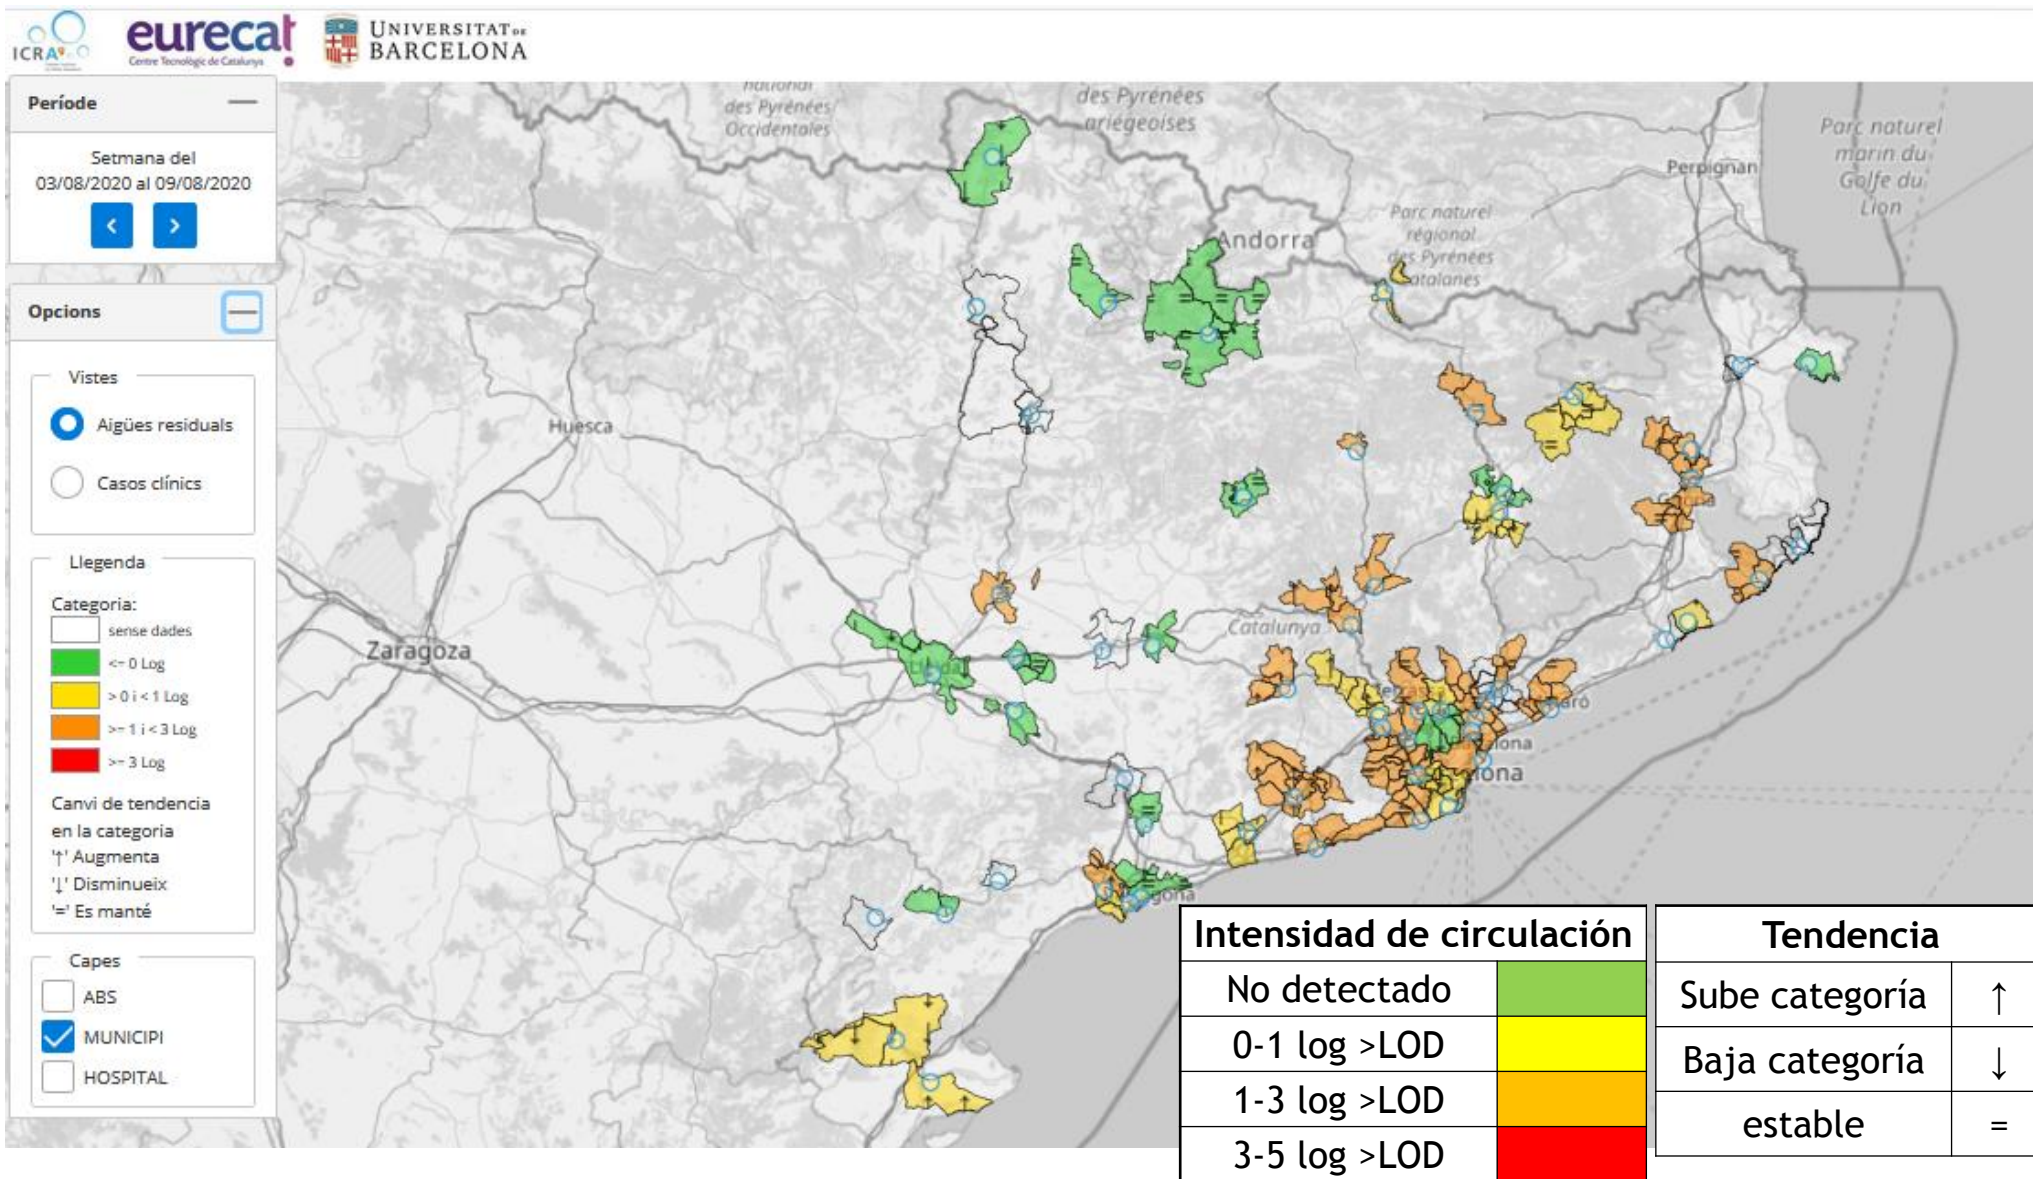 ICRA
eurecat
Centre Tecnològic de Catalunya
UNIVERSITAT DE
BARCELONA
Període
Setmana del
03/08/2020 al 09/08/2020
<
>
Opcions
Vistes
Aigües residuals
Casos clínics
Llegenda
Categoria:
sense dades
<= 0 Log
> 0 i < 1 Log
>= 1 i < 3 Log
>= 3 Log
Canvi de tendencia
en la categoria
'↑' Augmenta
'↓' Disminueix
'=' Es manté
Capes
ABS
MUNICIPI
HOSPITAL
national
des Pyrénées
Occidentales
des Pyrénées
ariégeoises
Parc naturel
marin du
Golfe du
Lion
Perpignan
Andorra
Parc naturel
régional
des Pyrénées
catalanes
Huesca
Zaragoza
Catalunya
Intensidad de circulación
No detectado
0-1 log >LOD
1-3 log >LOD
3-5 log >LOD
Tendencia
Sube categoría ↑
Baja categoría ↓
estable =